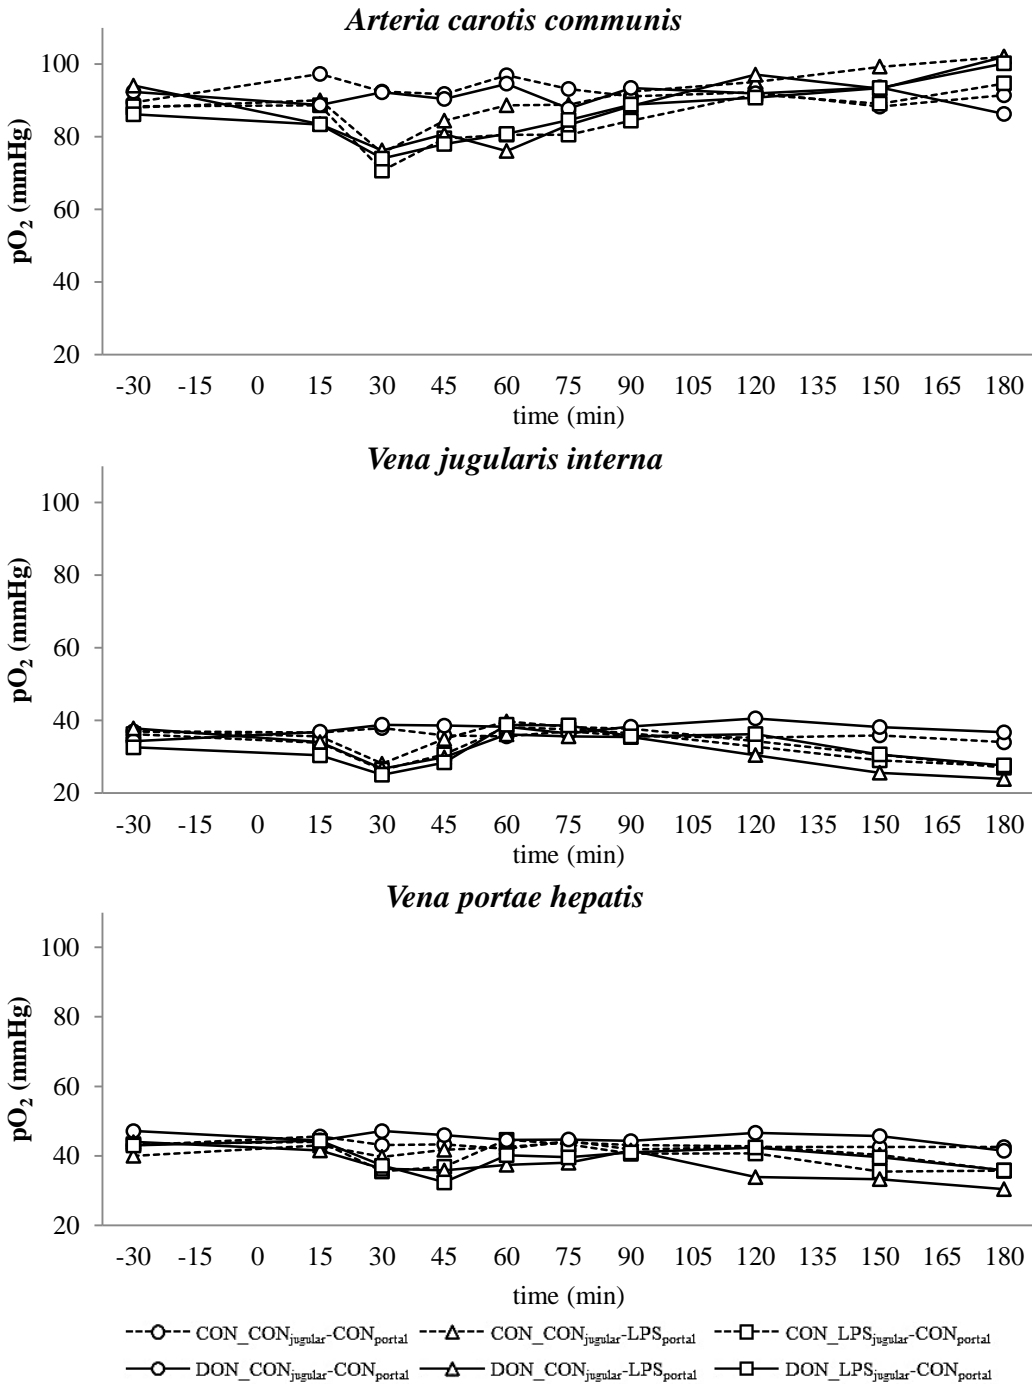 Arteria carotis communis
100
80
60
40
20
pO2 (mmHg)
-30 -15 0 15 30 45 60 75 90 105 120 135 150 165 180
time (min)
Vena jugularis interna
100
80
60
40
20
pO2 (mmHg)
-30 -15 0 15 30 45 60 75 90 105 120 135 150 165 180
time (min)
Vena portae hepatis
100
80
60
40
20
pO2 (mmHg)
-30 -15 0 15 30 45 60 75 90 105 120 135 150 165 180
time (min)
CON_CONjugular-CONportal CON_CONjugular-LPSportal CON_LPSjugular-CONportal
DON_CONjugular-CONportal DON_CONjugular-LPSportal DON_LPSjugular-CONportal